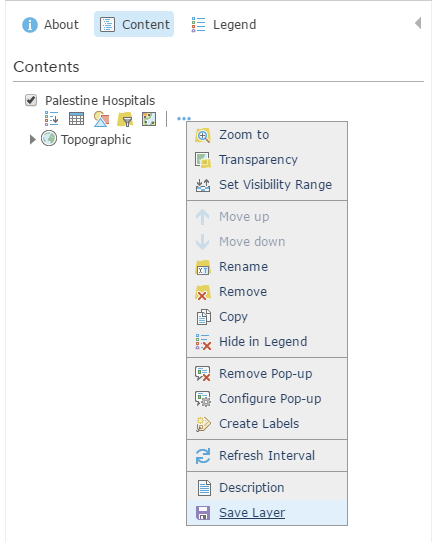 About Content Legend
Contents
Palestine Hospitals
Topographic
Zoom to
Transparency
Set Visibility Range
Move up
Move down
Rename
Remove
Copy
Hide in Legend
Remove Pop-up
Configure Pop-up
Create Labels
Refresh Interval
Description
Save Layer